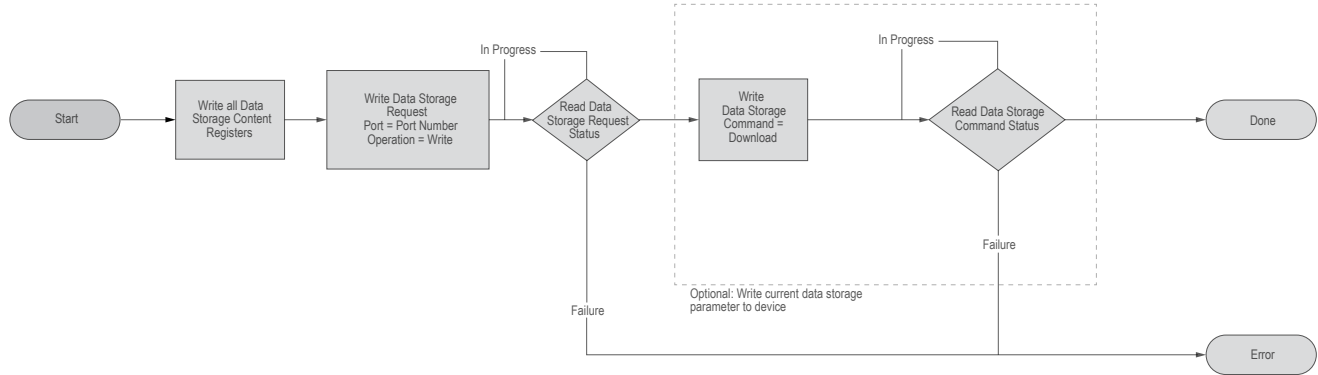 Start
Write all Data
Storage Content
Registers
Write Data Storage
Request
Port = Port Number
Operation = Write
In Progress
Read Data
Storage Request
Status
Failure
Write
Data Storage
Command =
Download
In Progress
Read Data Storage
Command Status
Failure
Optional: Write current data storage
parameter to device
Done
Error